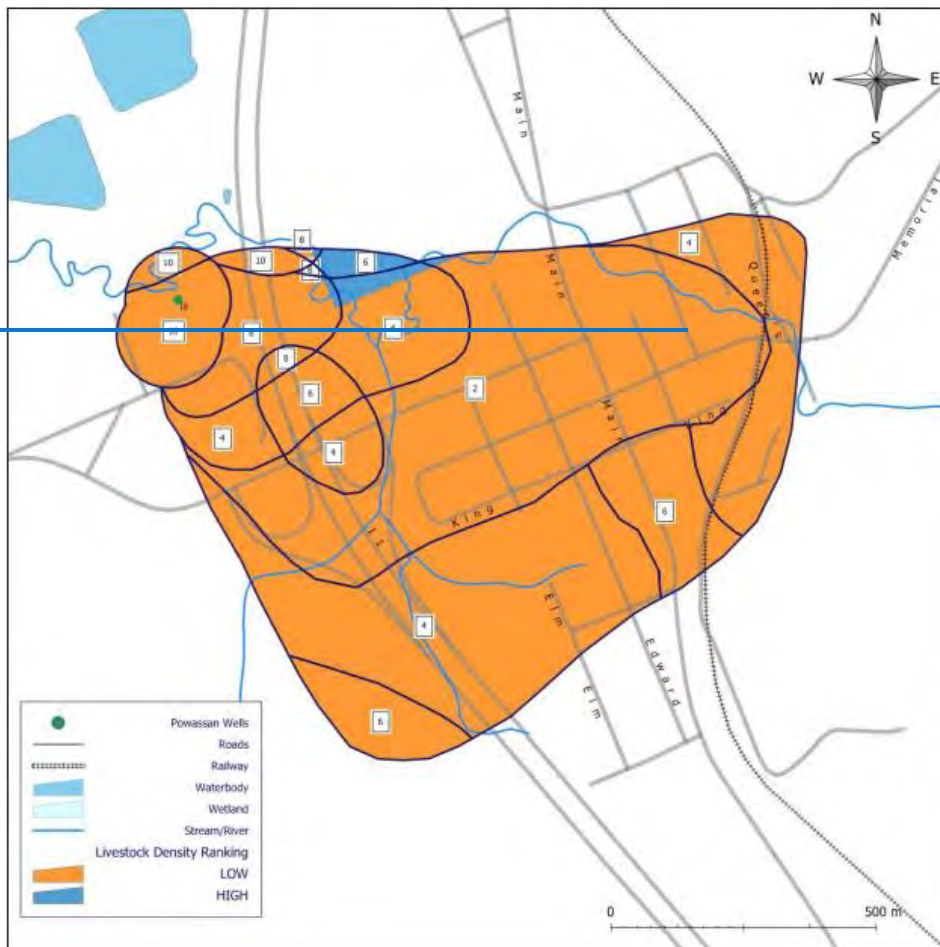 N
W E
S
Main
Memorial
8
10
10
6
4
Main
Queen
6
8
6
2
4
4
Main
King
King
6
11
Elm
4
Edward
Elm
6
Powassan Wells
Roads
Railway
Waterbody
Wetland
Stream/River
Livestock Density Ranking
LOW
HIGH
0 500 m